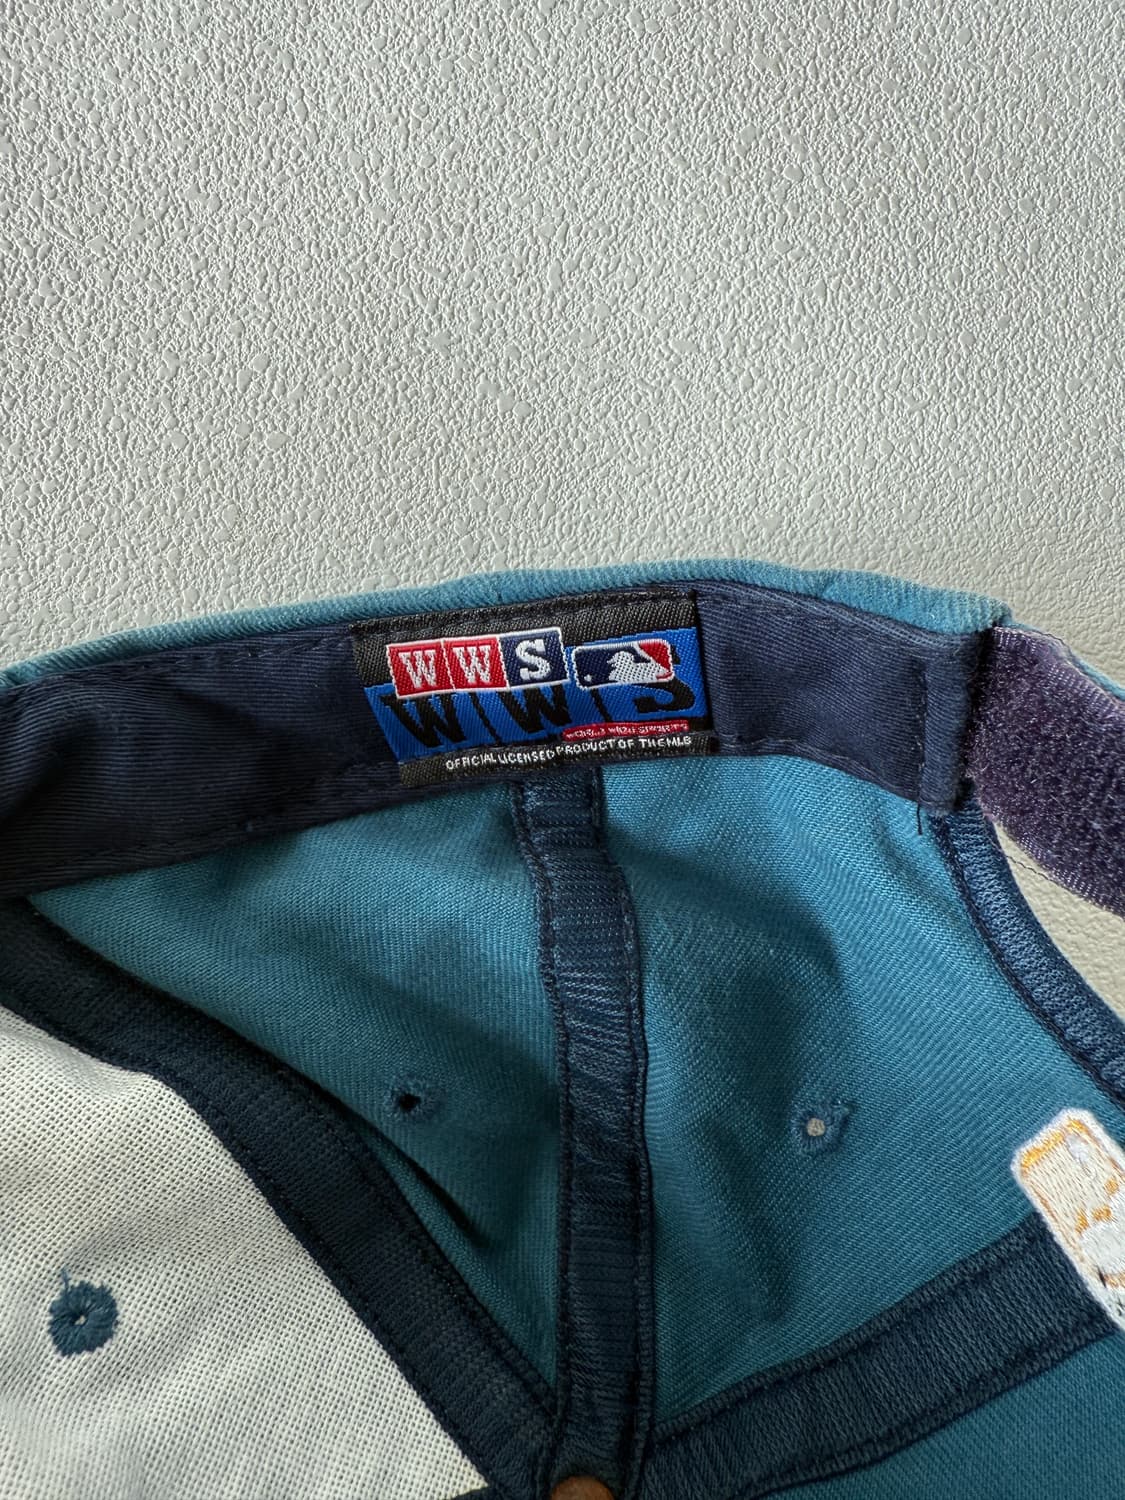 WWS
WWS
WORLD WIDE SPORTS
OFFICIAL LICENSED PRODUCT OF THE MLB